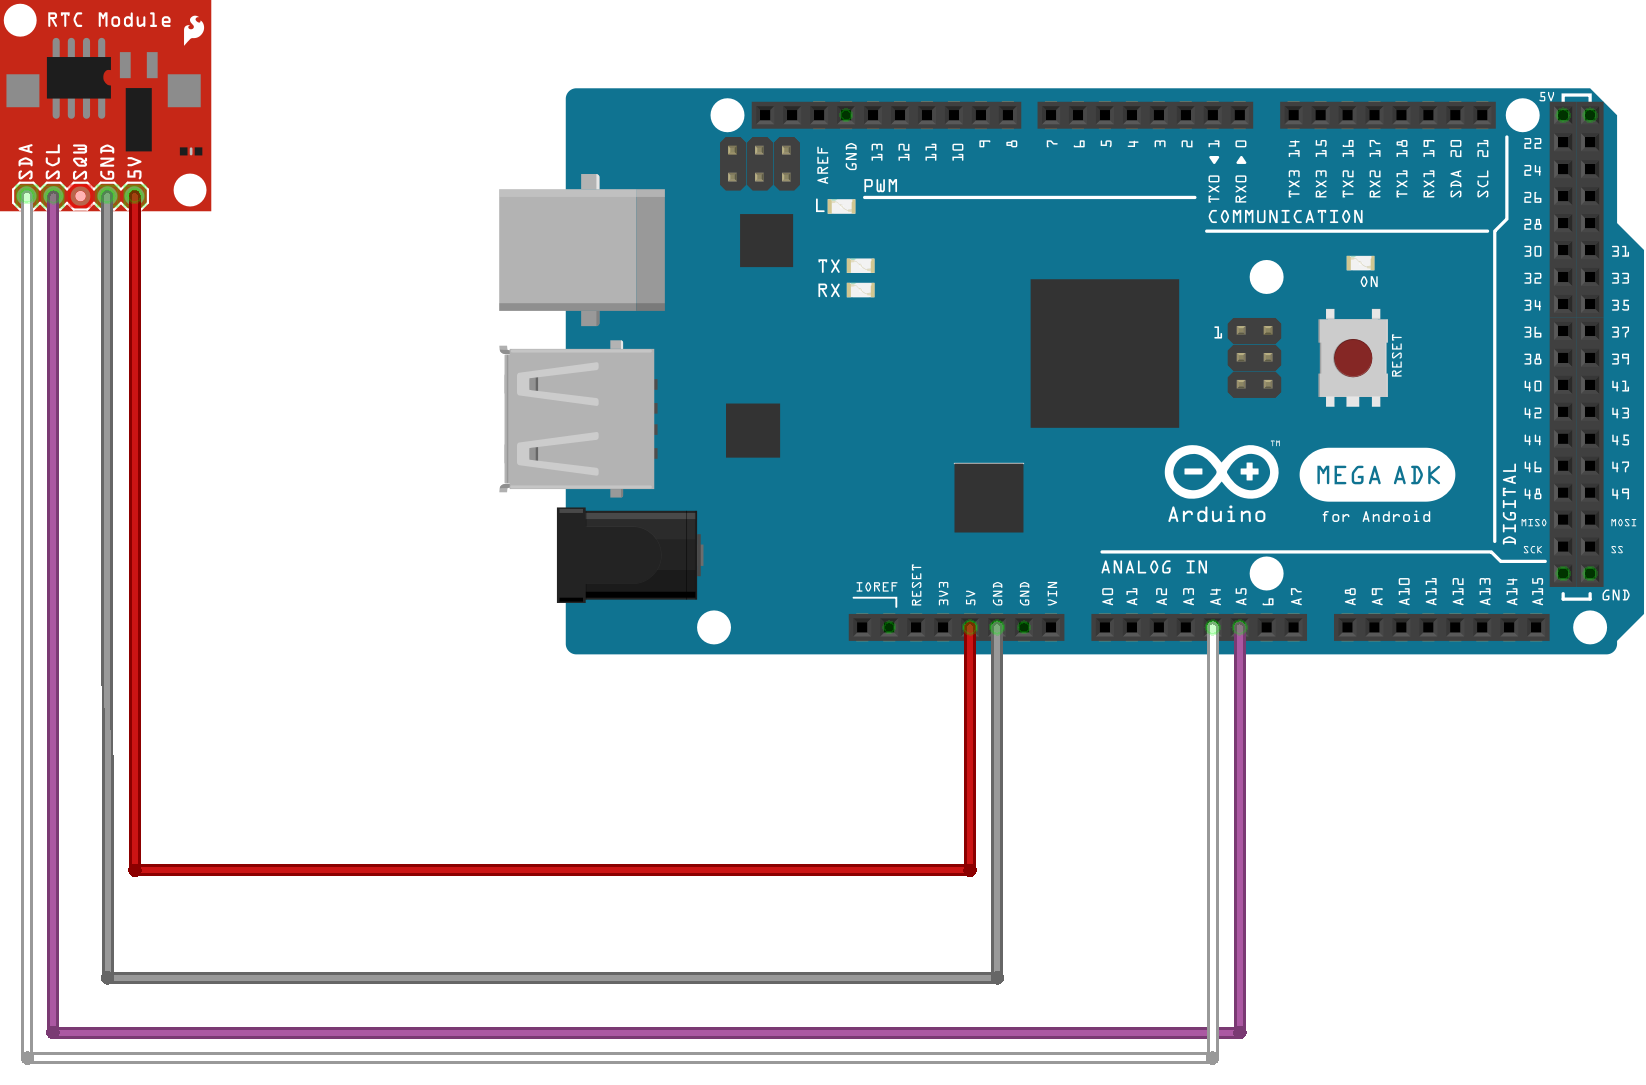 RTC Module
SDA
SCL
SQW
GND
5V
5V
AREF
GND
13
12
11
10
9
8
7
6
5
4
3
2
TX0 1
RX0 0
TX3 14
RX3 15
TX2 16
RX2 17
TX1 18
RX1 19
SDA 20
SCL 21
PWM
COMMUNICATION
L
TX
RX
ON
1
RESET
22
24
26
28
30 31
32 33
34 35
36 37
38 39
40 41
42 43
44 45
46 47
48 49
MISO MOSI
SCK SS
GND
DIGITAL
TM
Arduino
MEGA ADK
for Android
ANALOG IN
IOREF
RESET
3V3
5V
GND
GND
VIN
A0
A1
A2
A3
A4
A5
6
A7
A8
A9
A10
A11
A12
A13
A14
A15